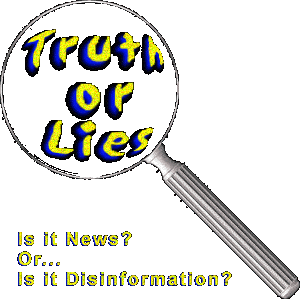 Truth
or
Lies
Is it News?
Or...
Is it Disinformation?